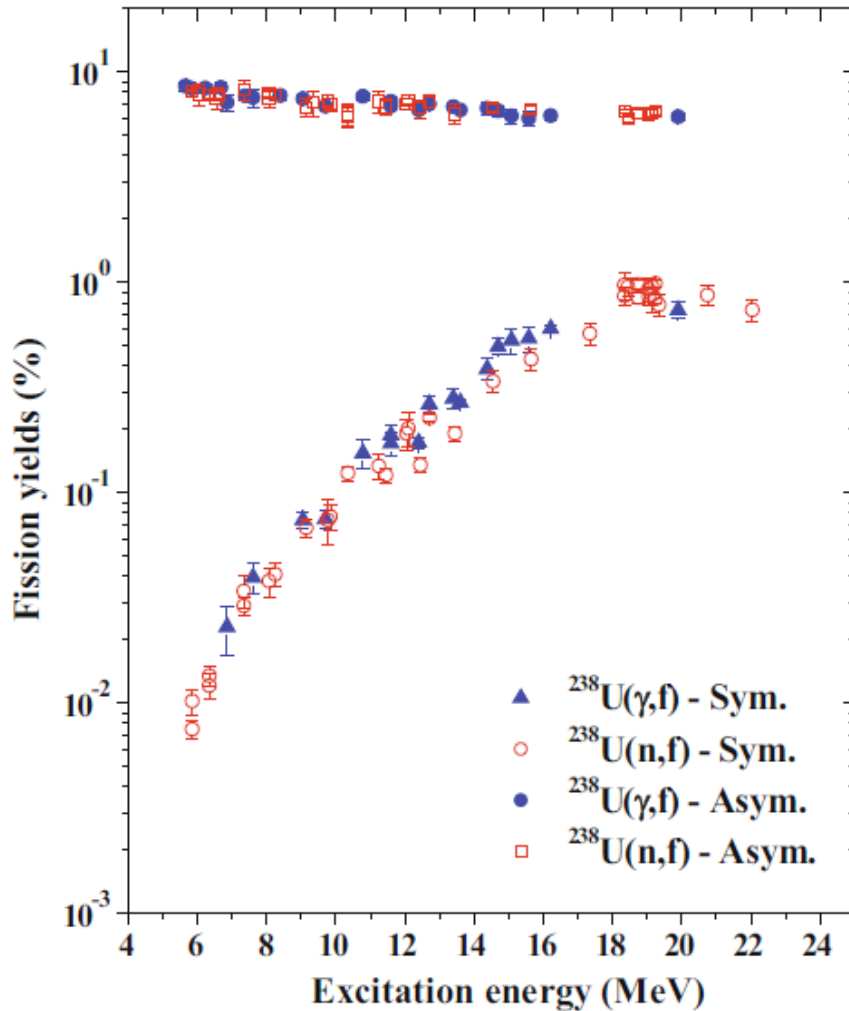 10¹
10⁰
10⁻¹
10⁻²
10⁻³
Fission yields (%)
²³⁸U(γ,f) - Sym.
²³⁸U(n,f) - Sym.
²³⁸U(γ,f) - Asym.
²³⁸U(n,f) - Asym.
4 6 8 10 12 14 16 18 20 22 24
Excitation energy (MeV)